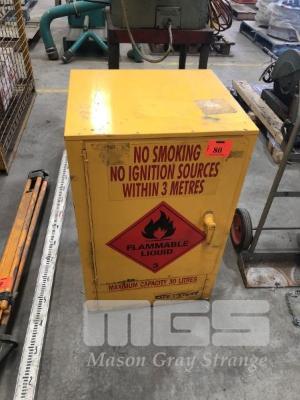 NO SMOKING
80
NO IGNITION SOURCES
WITHIN 3 METRES
FLAMMABLE
LIQUID
3
MAXIMUM CAPACITY 30 LITRES
MGS
Mason Gray Strange